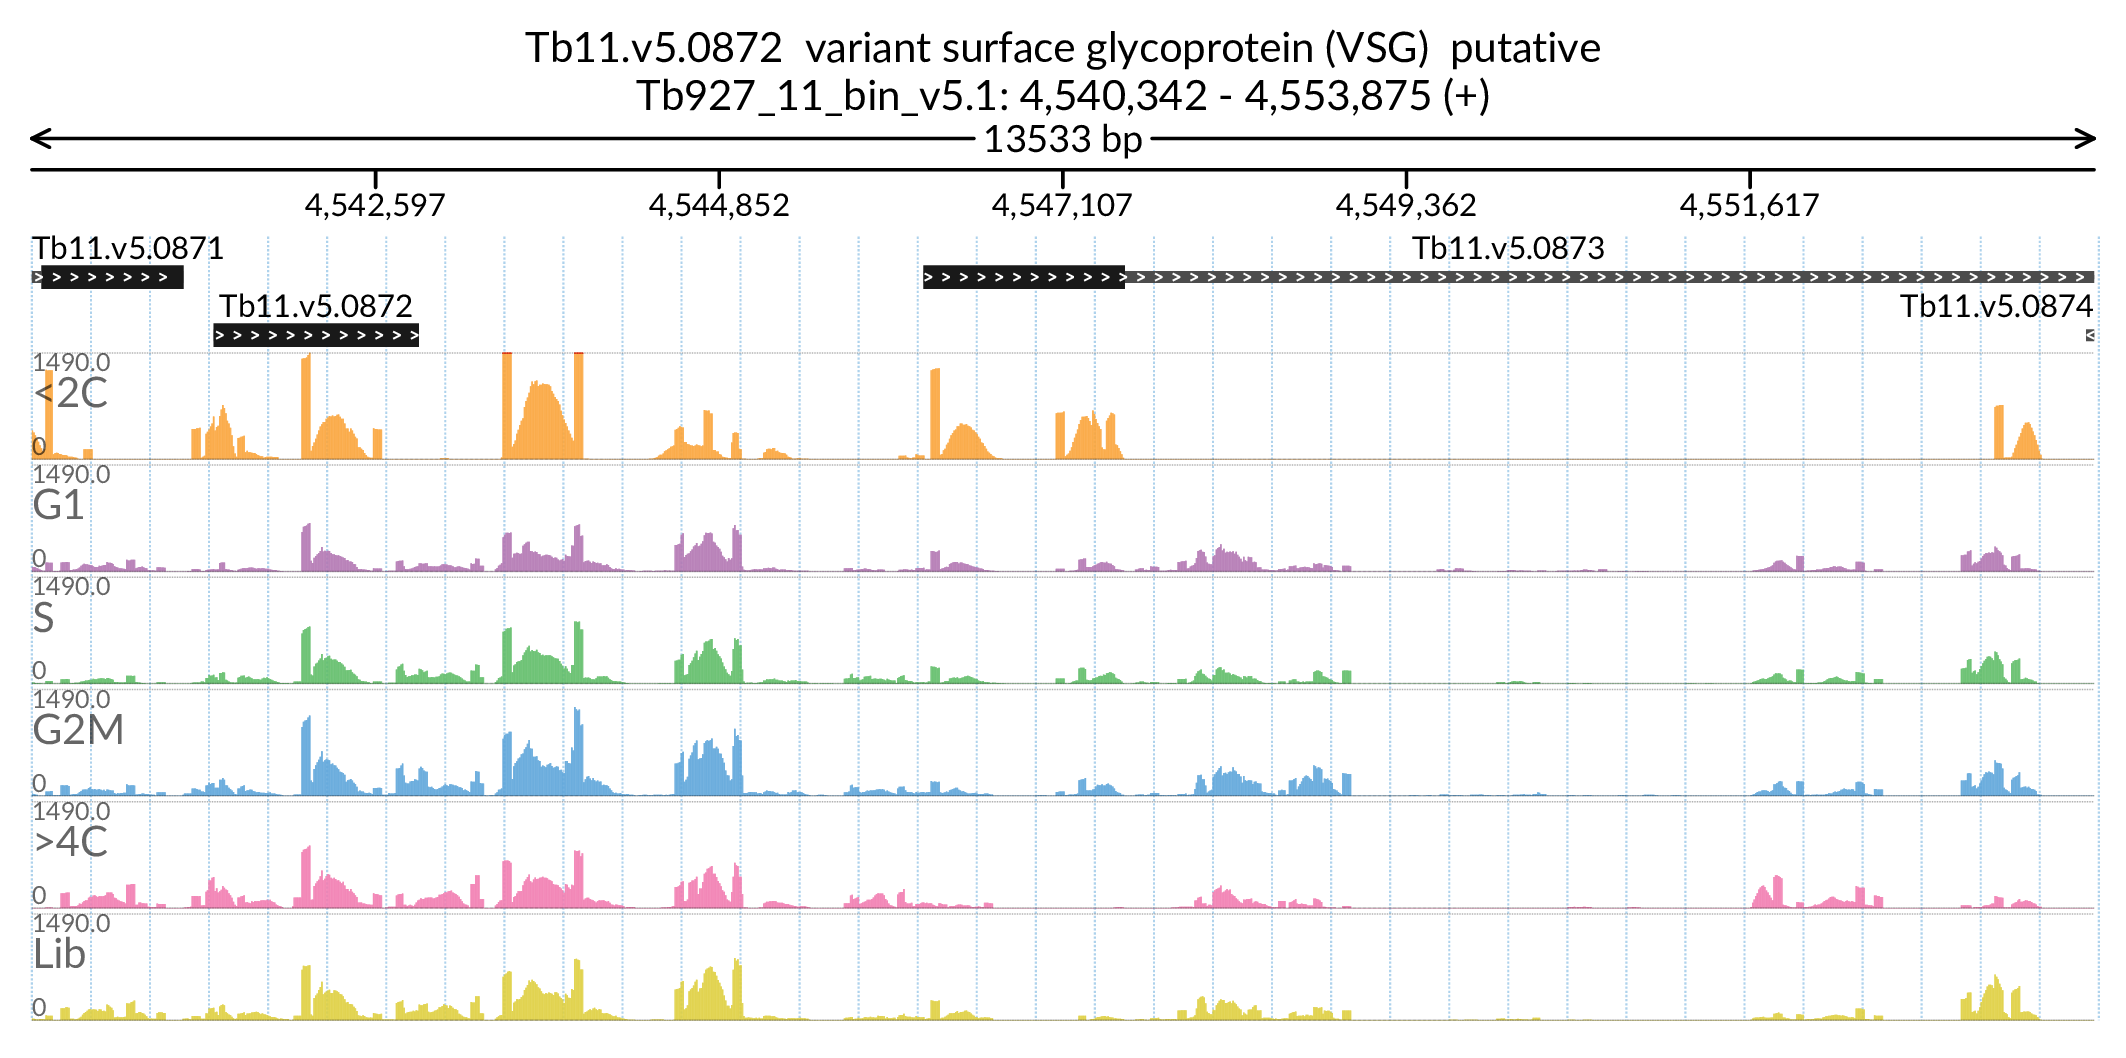 Tb11.v5.0872 variant surface glycoprotein (VSG) putative
Tb927_11_bin_v5.1: 4,540,342 - 4,553,875 (+)
13533 bp
4,542,597 4,544,852 4,547,107 4,549,362 4,551,617
Tb11.v5.0871 Tb11.v5.0873
Tb11.v5.0872 Tb11.v5.0874
1490.0
<2C
0
1490.0
G1
0
1490.0
S
0
1490.0
G2M
0
1490.0
>4C
0
1490.0
Lib
0